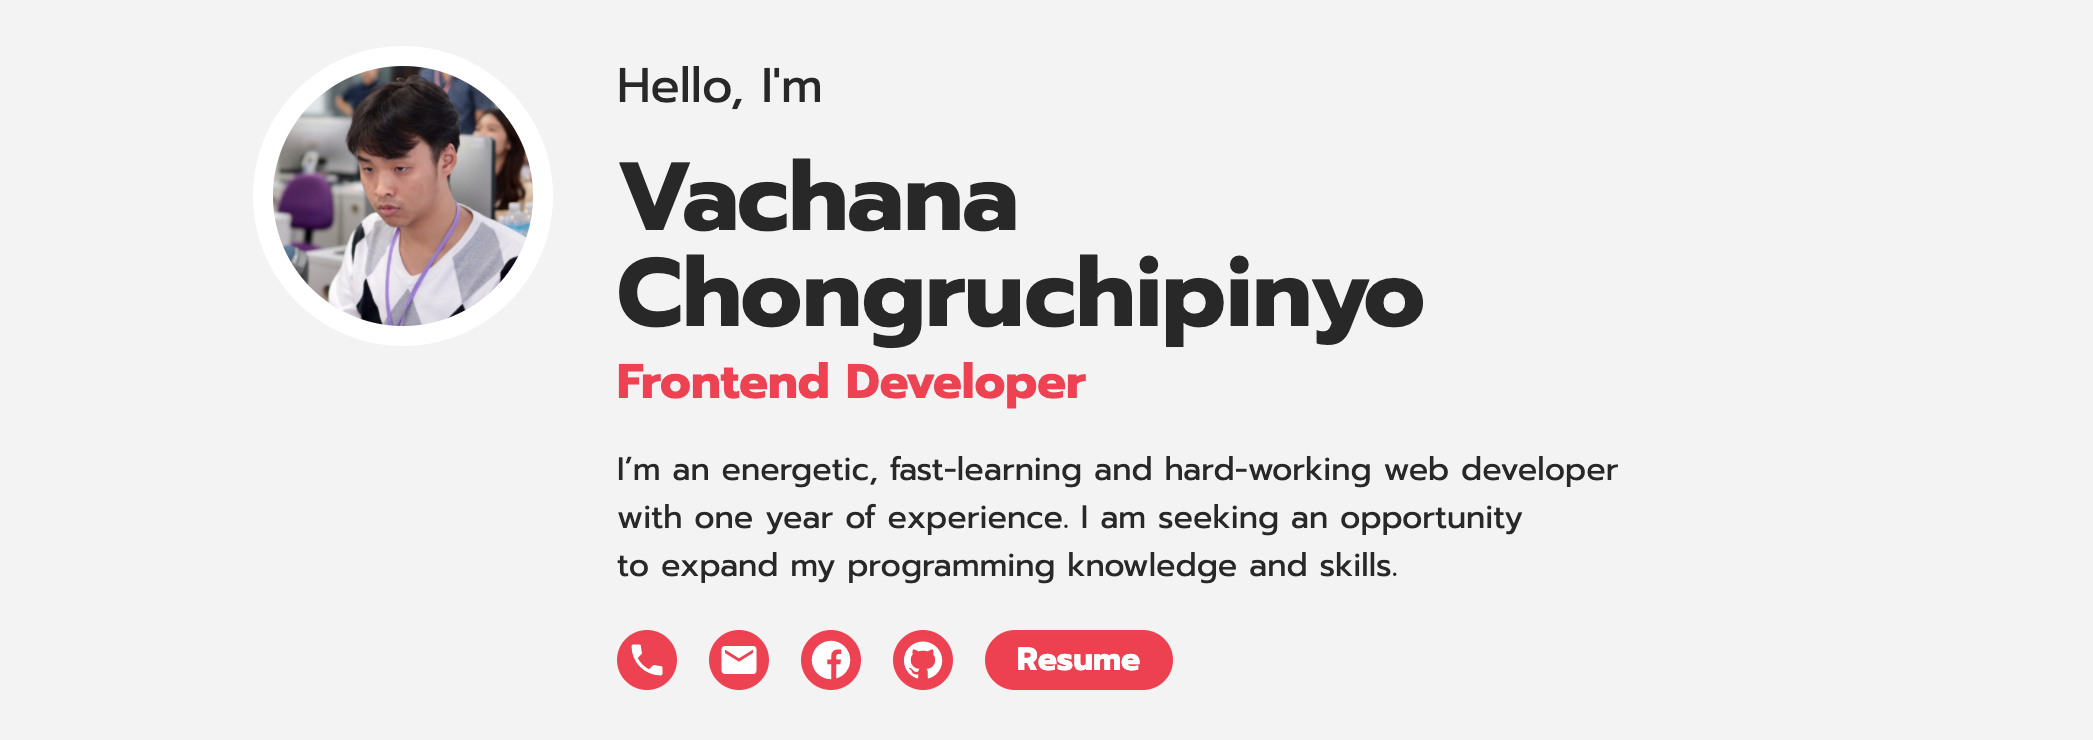 Hello, I'm
Vachana
Chongruchipinyo
Frontend Developer
I’m an energetic, fast-learning and hard-working web developer
with one year of experience. I am seeking an opportunity
to expand my programming knowledge and skills.
Resume